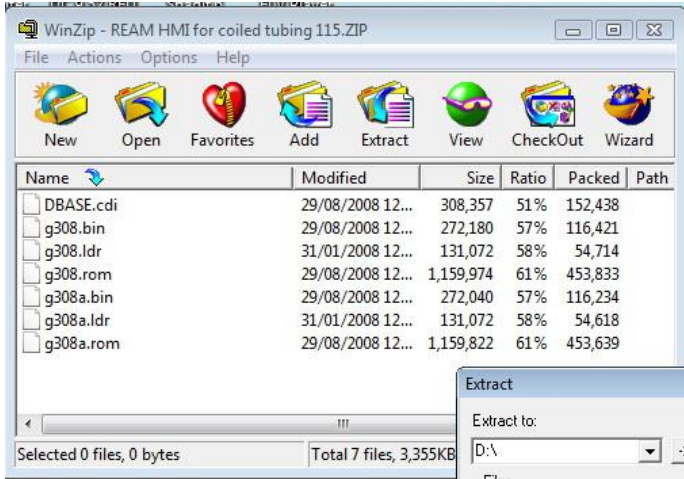 WinZip - REAM HMI for coiled tubing 115.ZIP
File Actions Options Help
New Open Favorites Add Extract View CheckOut Wizard
Name Modified Size Ratio Packed Path
DBASE.cdi 29/08/2008 12... 308,357 51% 152,438
g308.bin 29/08/2008 12... 272,180 57% 116,421
g308.ldr 31/01/2008 12... 131,072 58% 54,714
g308.rom 29/08/2008 12... 1,159,974 61% 453,833
g308a.bin 29/08/2008 12... 272,040 57% 116,234
g308a.ldr 31/01/2008 12... 131,072 58% 54,618
g308a.rom 29/08/2008 12... 1,159,822 61% 453,639
Extract
Extract to:
D:\
Selected 0 files, 0 bytes Total 7 files, 3,355KB